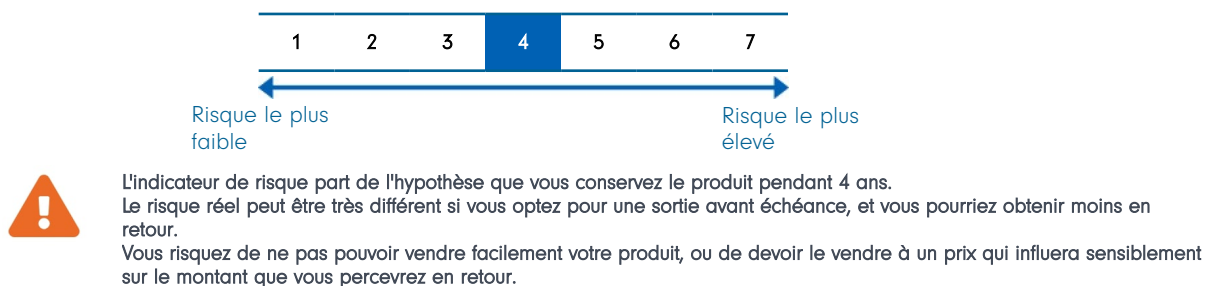 1 2 3 4 5 6 7
Risque le plus faible
Risque le plus élevé
L'indicateur de risque part de l'hypothèse que vous conservez le produit pendant 4 ans.
Le risque réel peut être très différent si vous optez pour une sortie avant échéance, et vous pourriez obtenir moins en
retour.
Vous risquez de ne pas pouvoir vendre facilement votre produit, ou de devoir le vendre à un prix qui influera sensiblement
sur le montant que vous percevrez en retour.